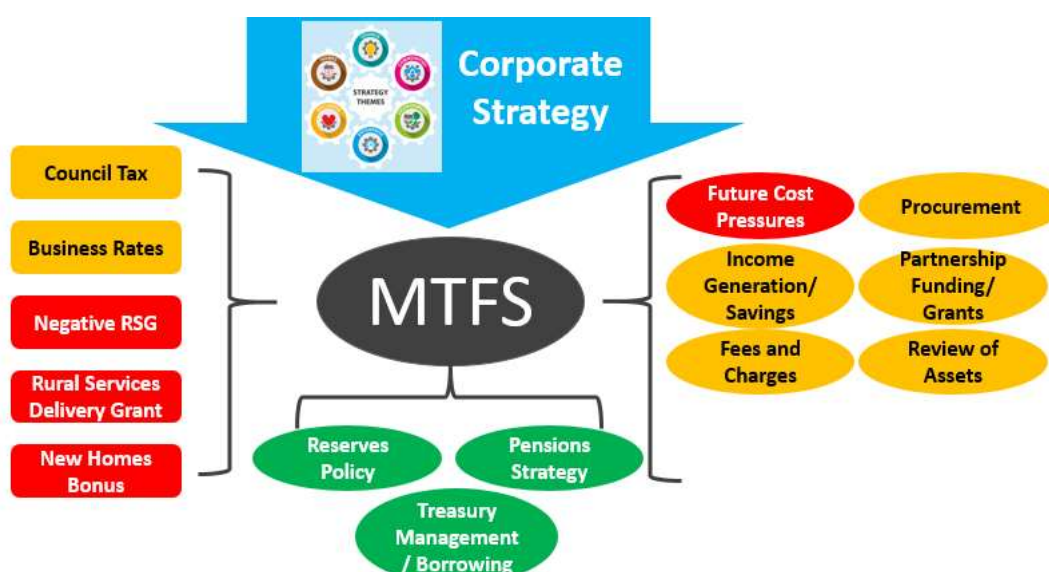 STRATEGY
THEMES
Corporate
Strategy
Council Tax
Business Rates
Negative RSG
Rural Services
Delivery Grant
New Homes
Bonus
MTFS
Future Cost
Pressures
Procurement
Income
Generation/
Savings
Partnership
Funding/
Grants
Fees and
Charges
Review of
Assets
Reserves
Policy
Pensions
Strategy
Treasury
Management
/ Borrowing